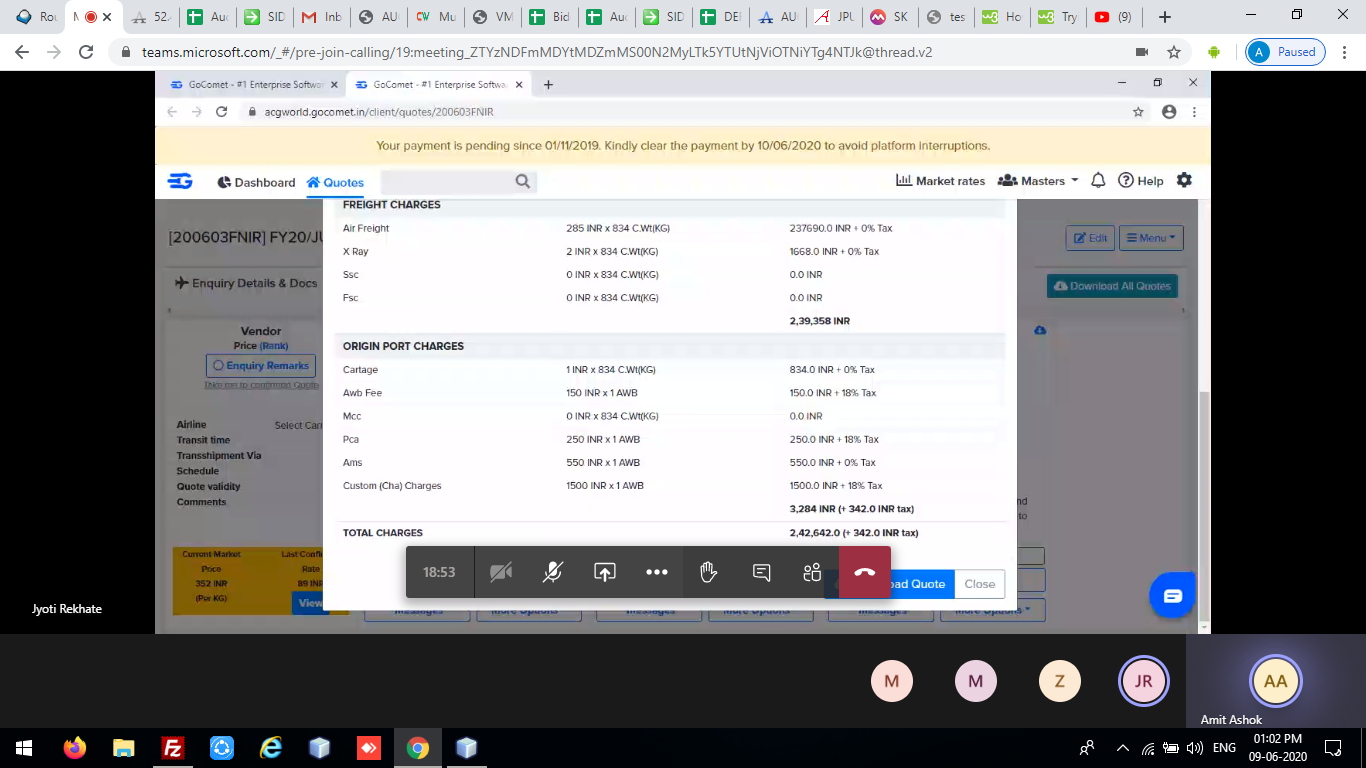 Rou
M
52.
Auc
SID
Inb
AUC
CW Mu
VM
Bid
Auc
SID
DEF
AUC
JPU
SK
tes
Ho
Try
(9)
teams.microsoft.com/_#/pre-join-calling/19:meeting_ZTYzNDFmMDYtMDZmMS00N2MyLTk5YTUtNjViOTNiYTg4NTJk@thread.v2
A Paused
GoComet - #1 Enterprise Softwa
GoComet - #1 Enterprise Softwa
acgworld.gocomet.in/client/quotes/200603FNIR
Your payment is pending since 01/11/2019. Kindly clear the payment by 10/06/2020 to avoid platform interruptions.
Dashboard Quotes Market rates Masters Help
[200603FNIR] FY20/JU
Edit Menu
Enquiry Details & Docs
Download All Quotes
Vendor
Price (Rank)
Enquiry Remarks
Take me to confirmed Quote
Airline Select Carr
Transit time
Transshipment Via
Schedule
Quote validity
Comments
Current Market Last Confi
Price Rate
352 INR 89 INR
(Per KG)
View
FREIGHT CHARGES
Air Freight 285 INR x 834 C.Wt(KG) 237690.0 INR + 0% Tax
X Ray 2 INR x 834 C.Wt(KG) 1668.0 INR + 0% Tax
Ssc 0 INR x 834 C.Wt(KG) 0.0 INR
Fsc 0 INR x 834 C.Wt(KG) 0.0 INR
2,39,358 INR
ORIGIN PORT CHARGES
Cartage 1 INR x 834 C.Wt(KG) 834.0 INR + 0% Tax
Awb Fee 150 INR x 1 AWB 150.0 INR + 18% Tax
Mcc 0 INR x 834 C.Wt(KG) 0.0 INR
Pca 250 INR x 1 AWB 250.0 INR + 18% Tax
Ams 550 INR x 1 AWB 550.0 INR + 0% Tax
Custom (Cha) Charges 1500 INR x 1 AWB 1500.0 INR + 18% Tax
3,284 INR (+ 342.0 INR tax)
TOTAL CHARGES 2,42,642.0 (+ 342.0 INR tax)
nd
to
18:53
oad Quote
Close
Messages More Options Messages More Options Messages More Options
Jyoti Rekhate
M
M
Z
JR
AA
Amit Ashok
ENG
01:02 PM
09-06-2020